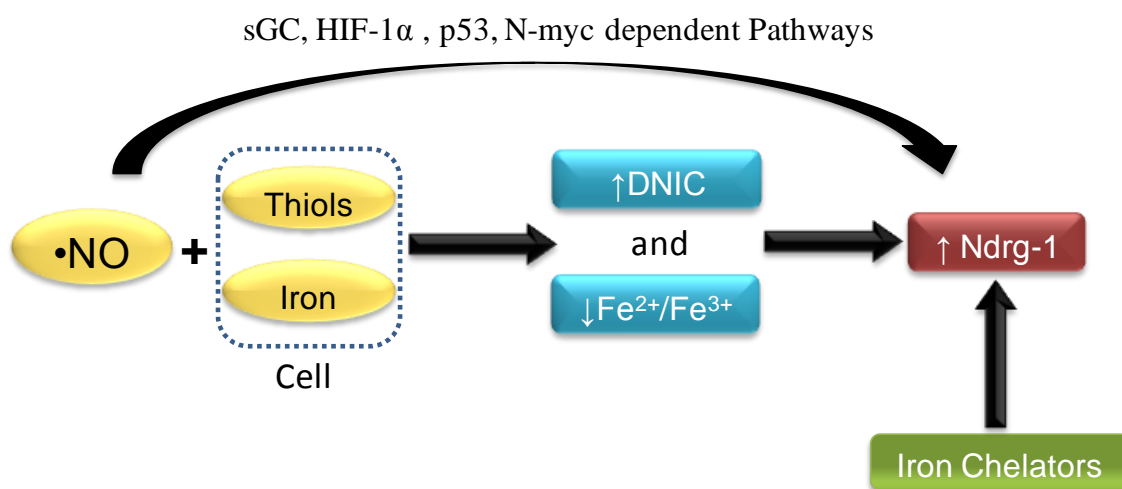 sGC, HIF-1α , p53, N-myc dependent Pathways
•NO
+
Thiols
Iron
Cell
↑DNIC
and
↓Fe²⁺/Fe³⁺
↑ Ndrg-1
Iron Chelators